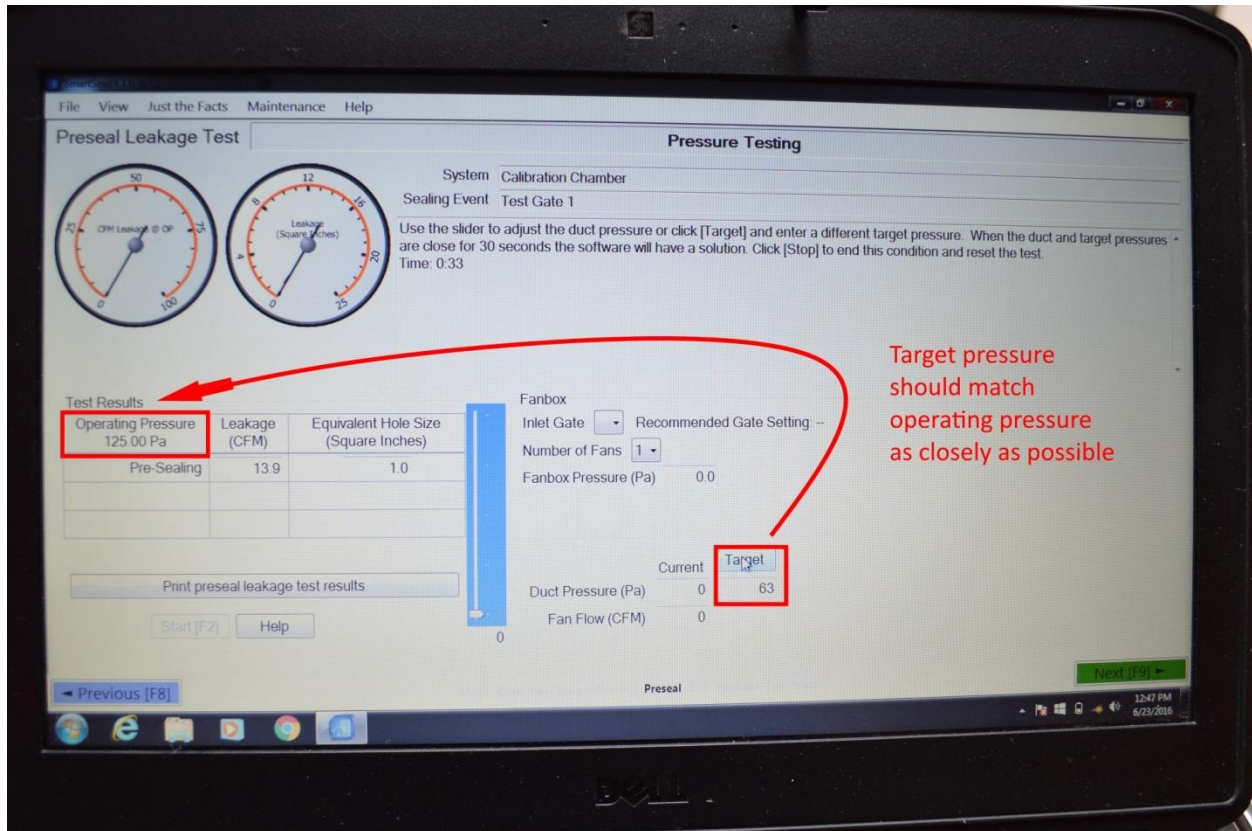 File View Just the Facts Maintenance Help
Preseal Leakage Test
Pressure Testing
System Calibration Chamber
Sealing Event Test Gate 1
Use the slider to adjust the duct pressure or click [Target] and enter a different target pressure. When the duct and target pressures
are close for 30 seconds the software will have a solution. Click [Stop] to end this condition and reset the test.
Time: 0:33
0 25 50 75 100
CFM Leakage @ OP
0 4 8 12 16 20 25
Leakage
(Square Inches)
Target pressure
should match
operating pressure
as closely as possible
Test Results
Operating Pressure
125.00 Pa
Leakage
(CFM)
Equivalent Hole Size
(Square Inches)
Pre-Sealing 13.9 1.0
Print preseal leakage test results
Start [F2] Help
0
Fanbox
Inlet Gate Recommended Gate Setting: --
Number of Fans 1
Fanbox Pressure (Pa) 0.0
Current Target
Duct Pressure (Pa) 0 63
Fan Flow (CFM) 0
Previous [F8]
Preseal
Next [F9]
12:47 PM
6/23/2016
DELL